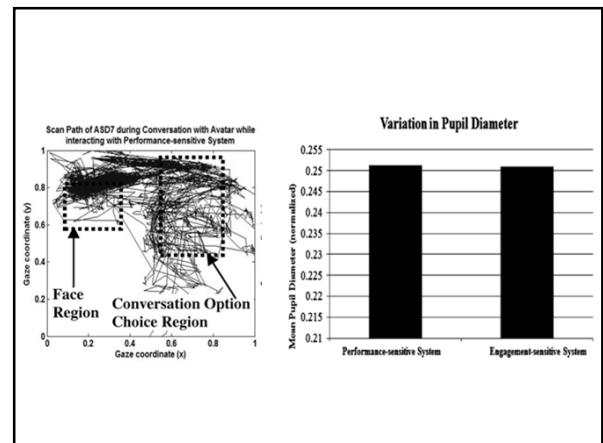 Scan Path of ASD7 during Conversation with Avatar while
interacting with Performance-sensitive System
1
0.8
0.6
0.4
0.2
0
0
0.2
0.4
0.6
0.8
1
Gaze coordinate (y)
Gaze coordinate (x)
Face
Region
Conversation Option
Choice Region
Variation in Pupil Diameter
Mean Pupil Diameter (normalized)
0.255
0.25
0.245
0.24
0.235
0.23
0.225
0.22
0.215
0.21
Performance-sensitive System
Engagement-sensitive System